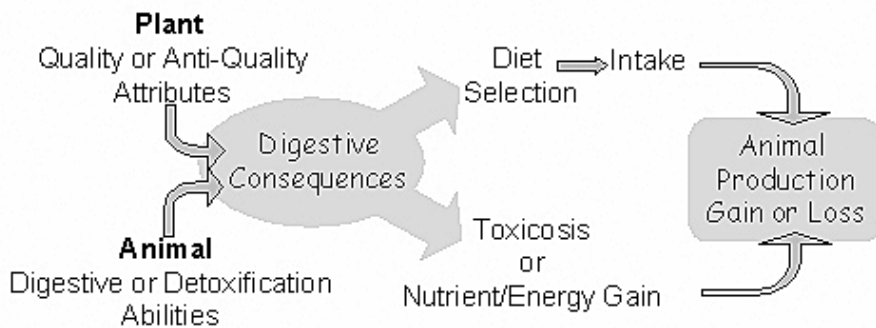 Plant
Quality or Anti-Quality
Attributes
Animal
Digestive or Detoxification
Abilities
Digestive
Consequences
Diet
Selection
Intake
Toxicosis
or
Nutrient/Energy Gain
Animal
Production
Gain or Loss